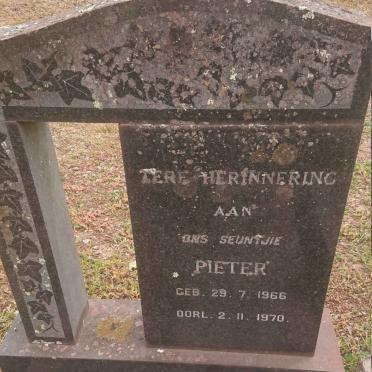 TERE HERINNERING
AAN
ONS SEUNTJIE
PIETER
GEB. 29. 7. 1966
OORL. 2. 11. 1970.